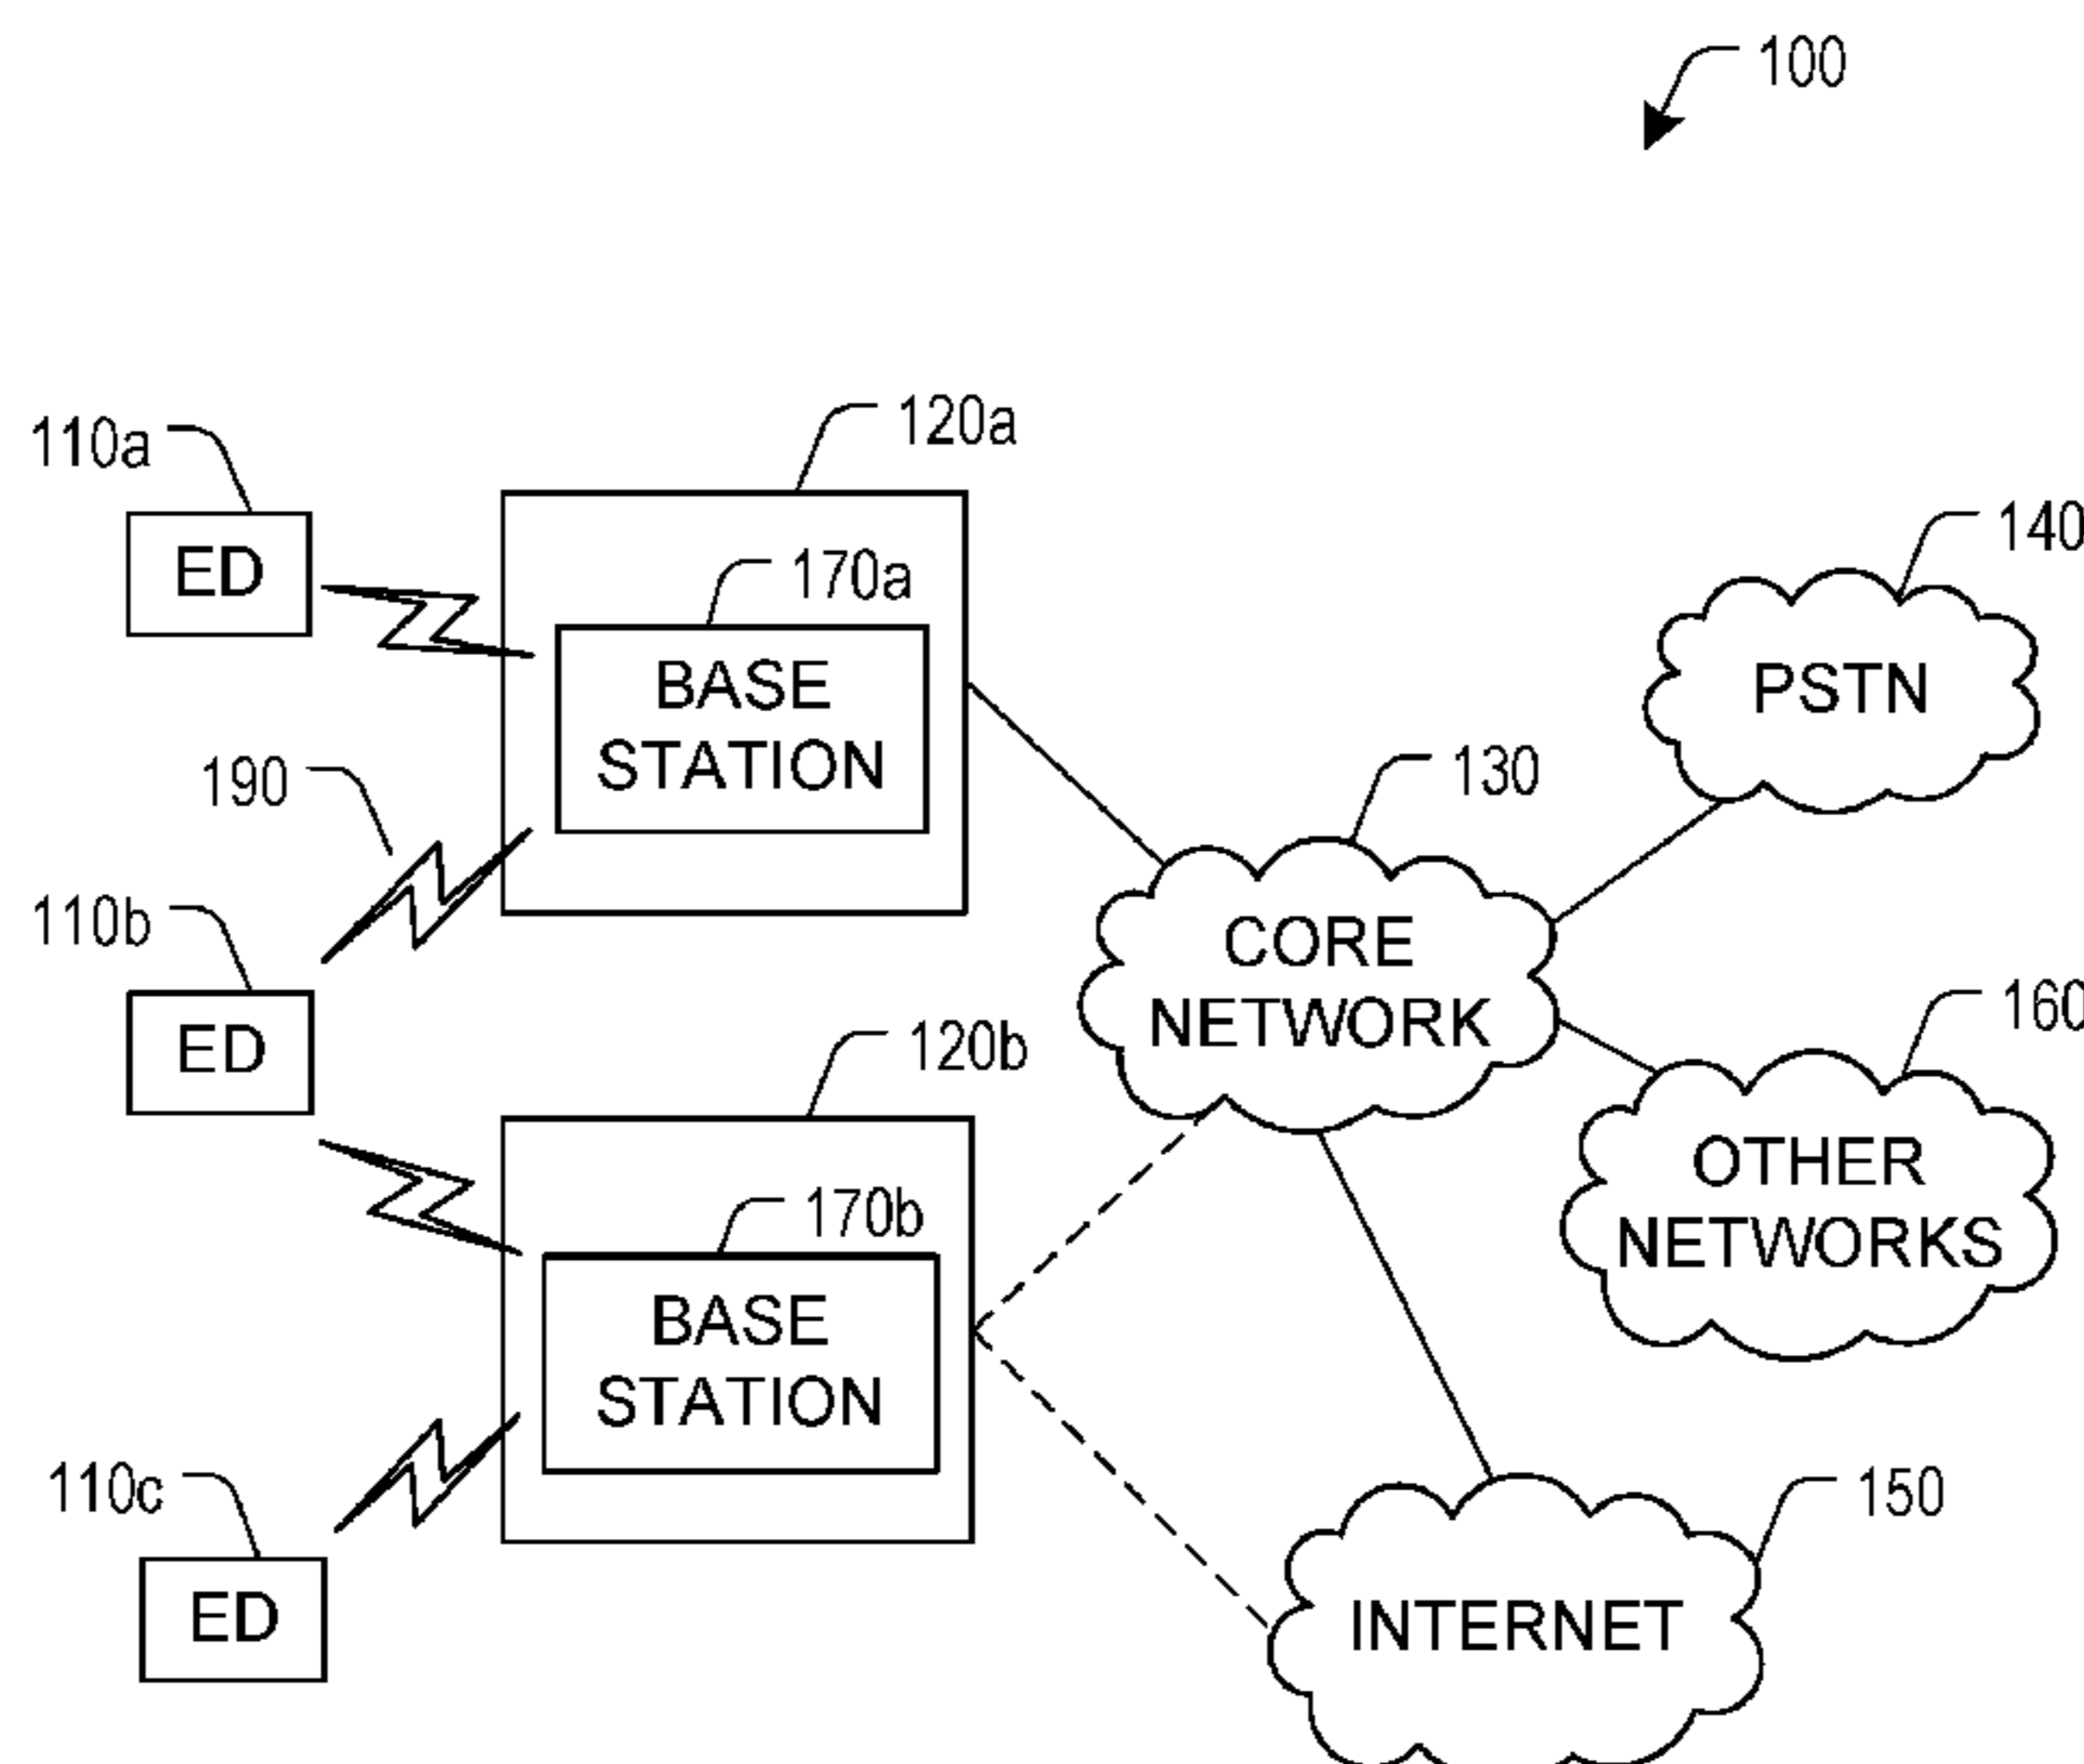 100
120a
110a
ED
170a
BASE
STATION
140
PSTN
190
130
110b
ED
CORE
NETWORK
160
OTHER
NETWORKS
120b
170b
BASE
STATION
110c
ED
150
INTERNET